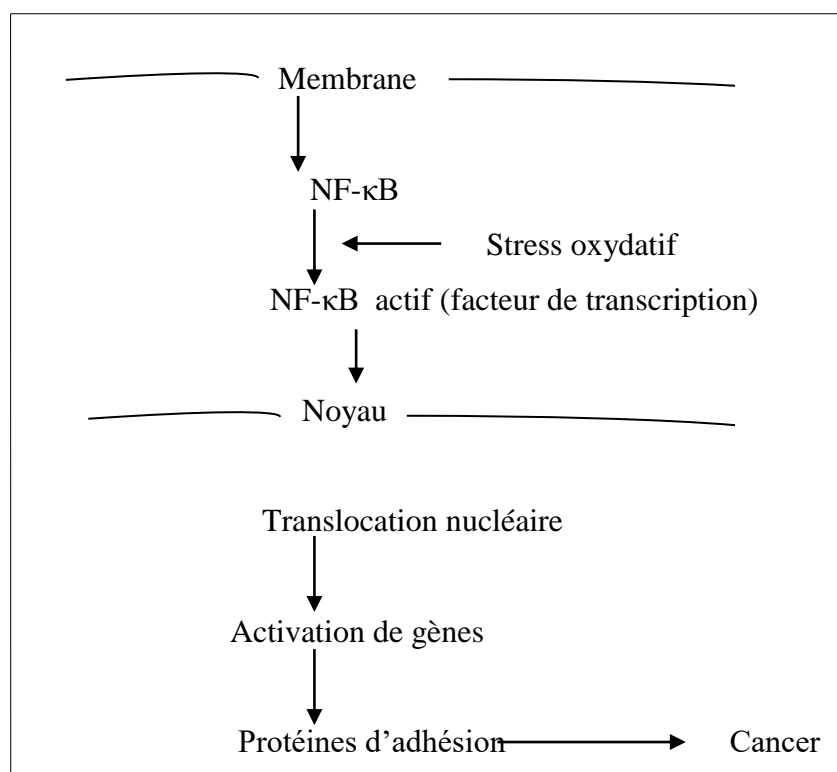 Membrane
NF-κB
Stress oxydatif
NF-κB actif (facteur de transcription)
Noyau
Translocation nucléaire
Activation de gènes
Protéines d’adhésion Cancer